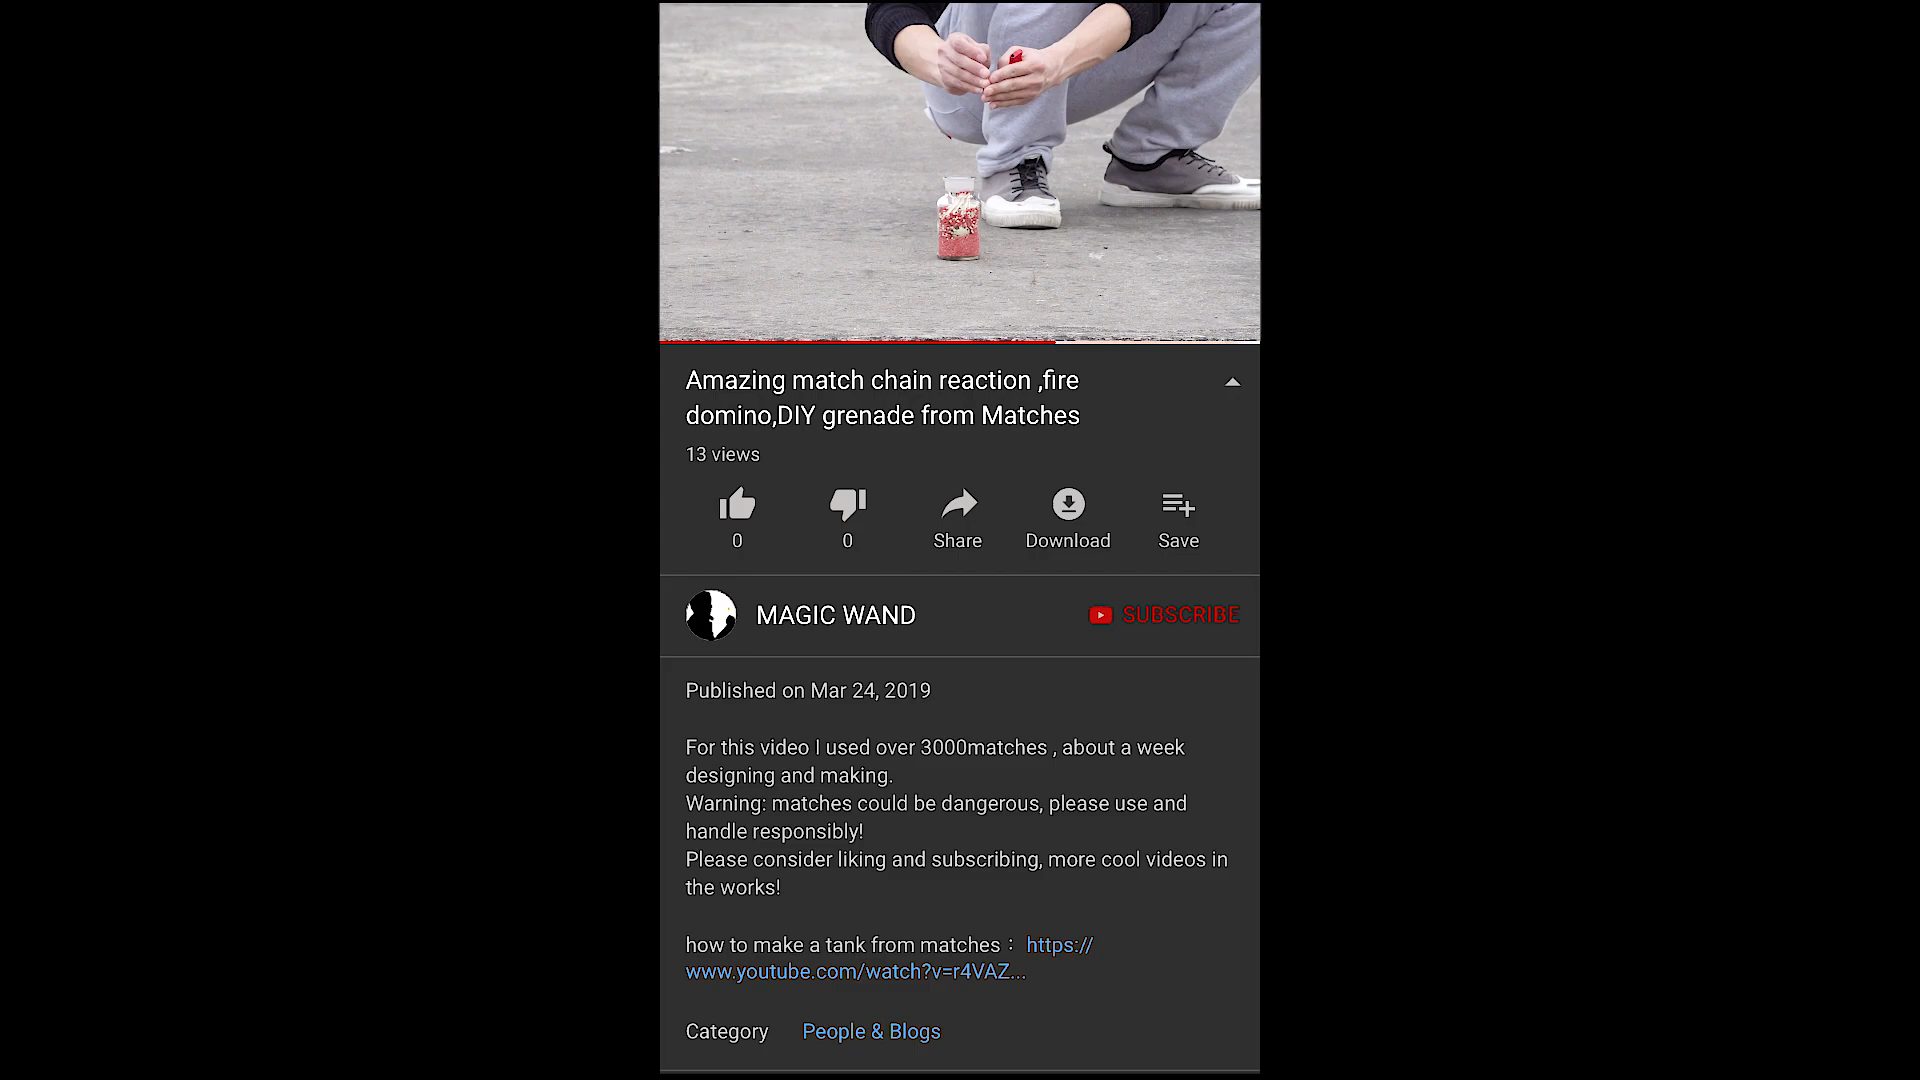 Amazing match chain reaction ,fire
domino,DIY grenade from Matches
13 views
0
0
Share
Download
Save
MAGIC WAND
SUBSCRIBE
Published on Mar 24, 2019
For this video I used over 3000matches , about a week
designing and making.
Warning: matches could be dangerous, please use and
handle responsibly!
Please consider liking and subscribing, more cool videos in
the works!
how to make a tank from matches： https://
www.youtube.com/watch?v=r4VAZ...
Category People & Blogs